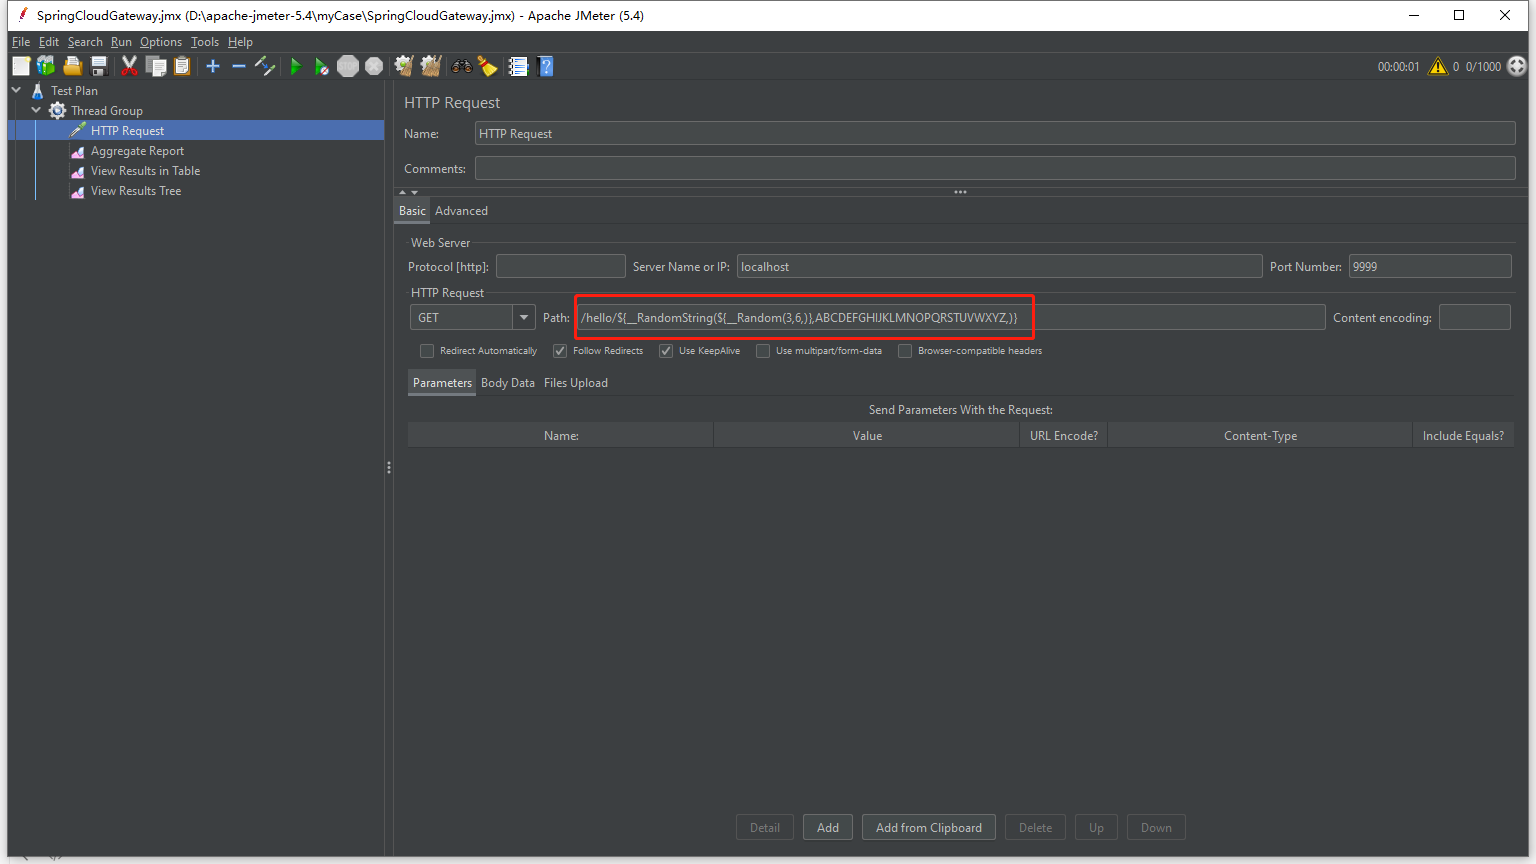 SpringCloudGateway.jmx (D:\apache-jmeter-5.4\myCase\SpringCloudGateway.jmx) - Apache JMeter (5.4)
File Edit Search Run Options Tools Help
00:00:01 0 0/1000
Test Plan
Thread Group
HTTP Request
Aggregate Report
View Results in Table
View Results Tree
HTTP Request
Name: HTTP Request
Comments:
Basic Advanced
Web Server
Protocol [http]: Server Name or IP: localhost Port Number: 9999
HTTP Request
GET Path: /hello/${__RandomString(${__Random(3,6,)},ABCDEFGHIJKLMNOPQRSTUVWXYZ,)} Content encoding:
Redirect Automatically Follow Redirects Use KeepAlive Use multipart/form-data Browser-compatible headers
Parameters Body Data Files Upload
Send Parameters With the Request:
Name: Value URL Encode? Content-Type Include Equals?
Detail Add Add from Clipboard Delete Up Down